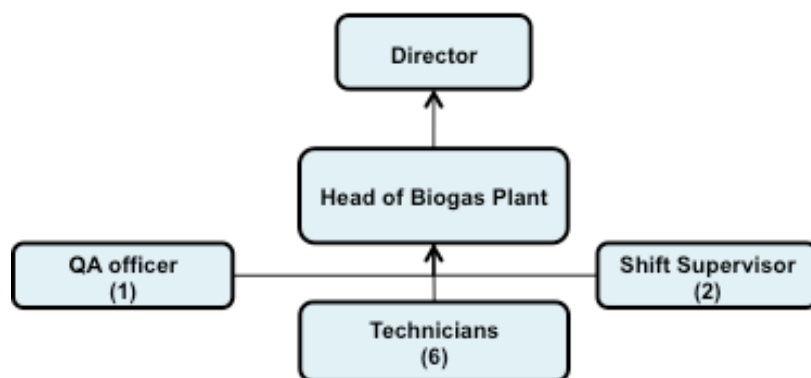 Director
Head of Biogas Plant
QA officer
(1)
Shift Supervisor
(2)
Technicians
(6)